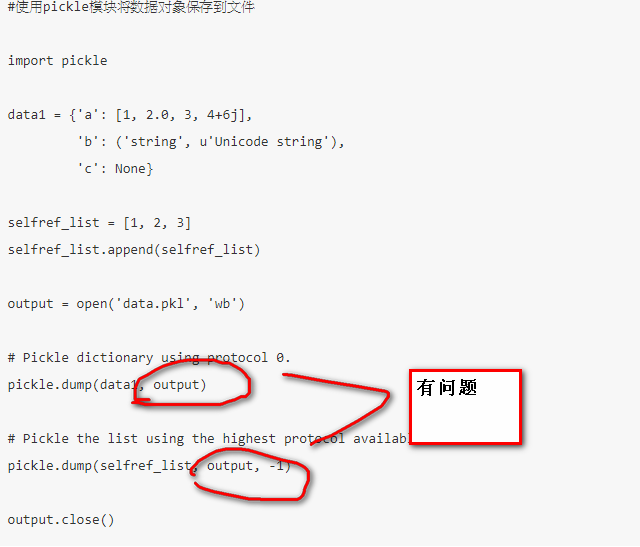 #使用pickle模块将数据对象保存到文件
import pickle
data1 = {'a': [1, 2.0, 3, 4+6j],
'b': ('string', u'Unicode string'),
'c': None}
selfref_list = [1, 2, 3]
selfref_list.append(selfref_list)
output = open('data.pkl', 'wb')
# Pickle dictionary using protocol 0.
pickle.dump(data1, output)
有问题
# Pickle the list using the highest protocol
pickle.dump(selfref_list, output, -1)
output.close()